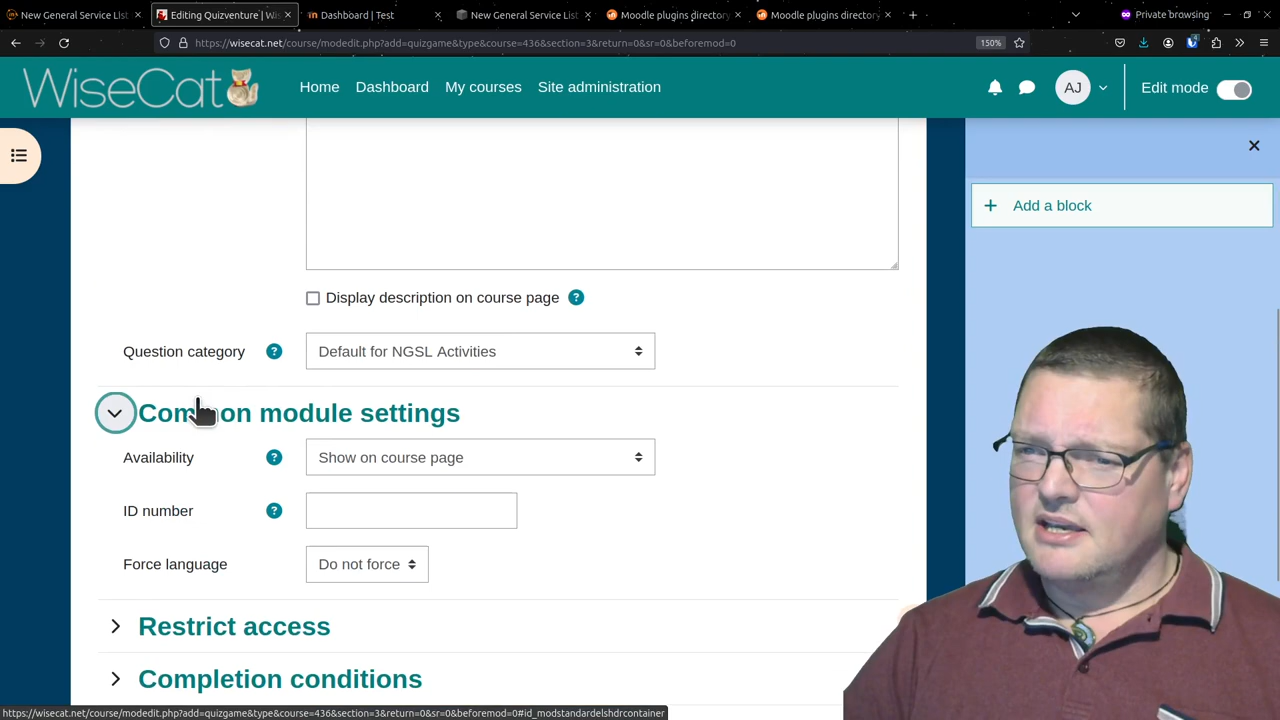 New General Service List
Editing Quizventure | Wis
Dashboard | Test
New General Service List
Moodle plugins directory
Moodle plugins directory
Private browsing
https://wisecat.net/course/modedit.php?add=quizgame&type&course=436&section=3&return=0&sr=0&beforemod=0
150%
WiseCat
Home
Dashboard
My courses
Site administration
AJ
Edit mode
Add a block
Display description on course page
Question category
Default for NGSL Activities
Common module settings
Availability
Show on course page
ID number
Force language
Do not force
Restrict access
Completion conditions
https://wisecat.net/course/modedit.php?add=quizgame&type&course=436&section=3&return=0&sr=0&beforemod=0#id_modstandardelshdrcontainer